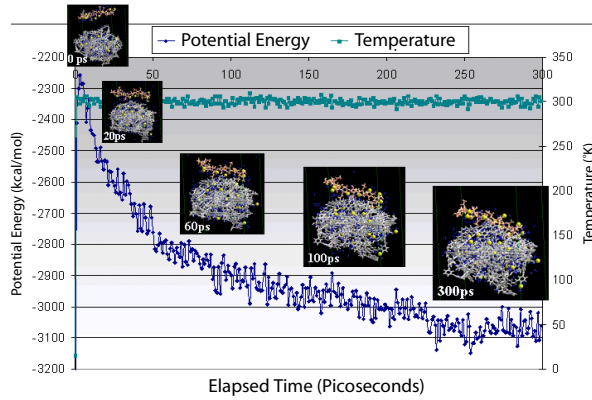 Potential Energy
Temperature
0 ps
20ps
60ps
100ps
300ps
-2200
-2300
-2400
-2500
-2600
-2700
-2800
-2900
-3000
-3100
-3200
Potential Energy (kcal/mol)
0
50
100
150
200
250
300
350
300
250
200
150
100
50
0
Temperature (°K)
Elapsed Time (Picoseconds)